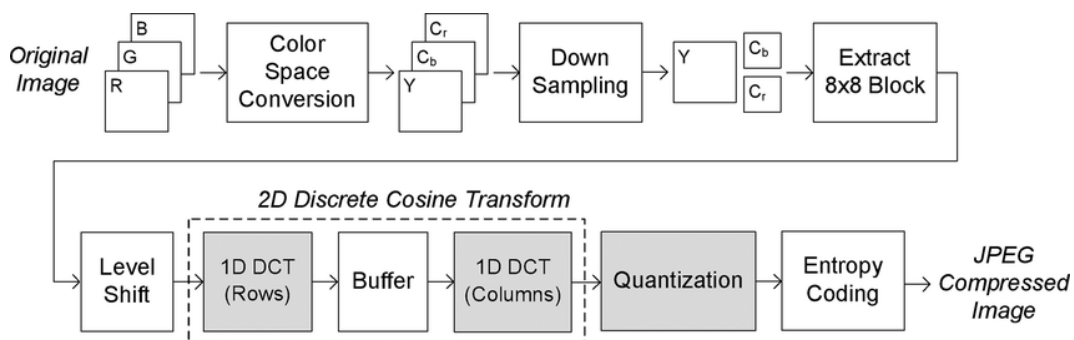 Original
Image
B
G
R
Color
Space
Conversion
Cr
Cb
Y
Down
Sampling
Y
Cb
Cr
Extract
8x8 Block
2D Discrete Cosine Transform
Level
Shift
1D DCT
(Rows)
Buffer
1D DCT
(Columns)
Quantization
Entropy
Coding
JPEG
Compressed
Image